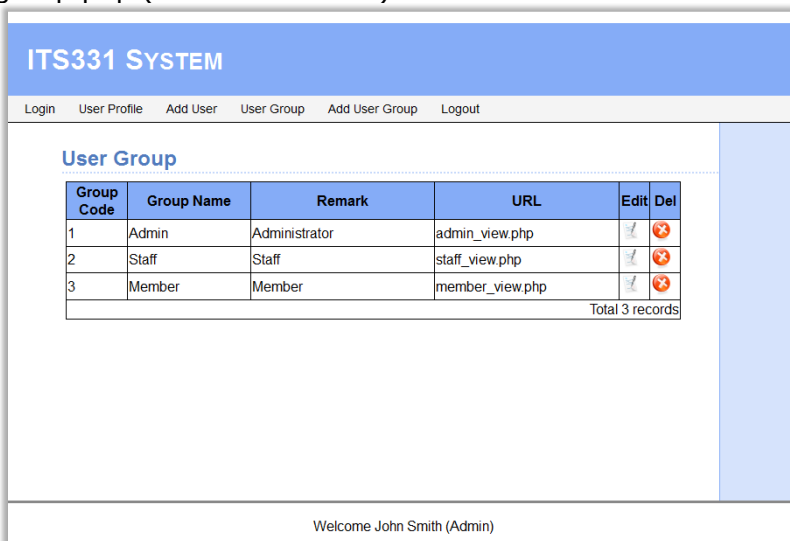 ITS331 SYSTEM
Login User Profile Add User User Group Add User Group Logout
User Group
Group Code Group Name Remark URL Edit Del
1 Admin Administrator admin_view.php
2 Staff Staff staff_view.php
3 Member Member member_view.php
Total 3 records
Welcome John Smith (Admin)